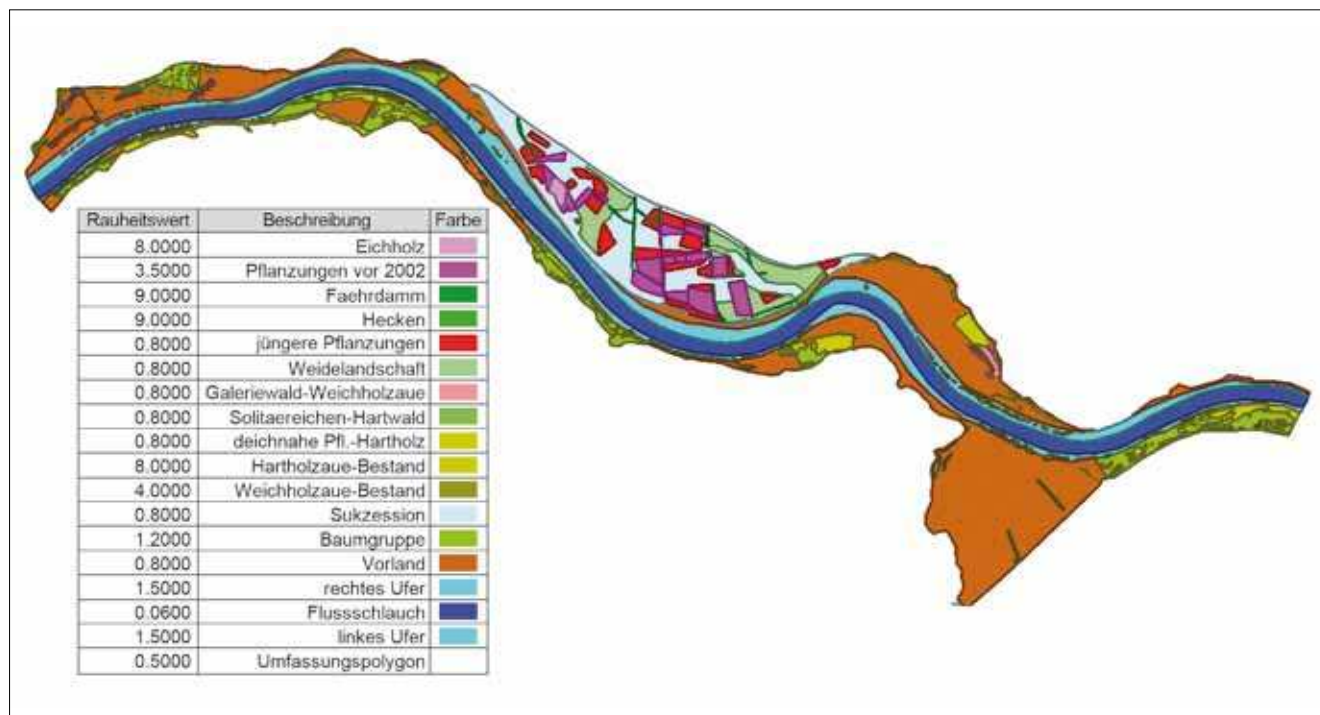 Rauheitswert Beschreibung Farbe
8.0000 Eichholz
3.5000 Pflanzungen vor 2002
9.0000 Faehrdamm
9.0000 Hecken
0.8000 jüngere Pflanzungen
0.8000 Weidelandschaft
0.8000 Galeriewald-Weichholzaue
0.8000 Solitaereichen-Hartwald
0.8000 deichnahe Pfl.-Hartholz
8.0000 Hartholzaue-Bestand
4.0000 Weichholzaue-Bestand
0.8000 Sukzession
1.2000 Baumgruppe
0.8000 Vorland
1.5000 rechtes Ufer
0.0600 Flussschlauch
1.5000 linkes Ufer
0.5000 Umfassungspolygon